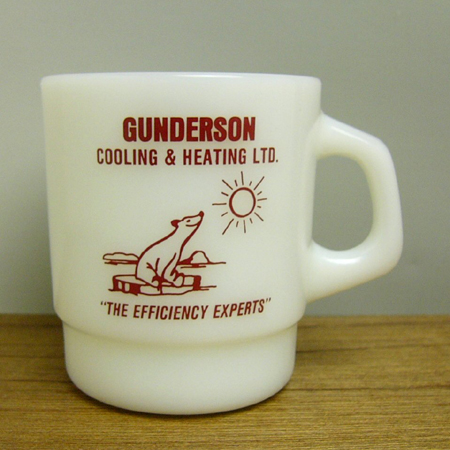 GUNDERSON
COOLING & HEATING LTD.
"THE EFFICIENCY EXPERTS"